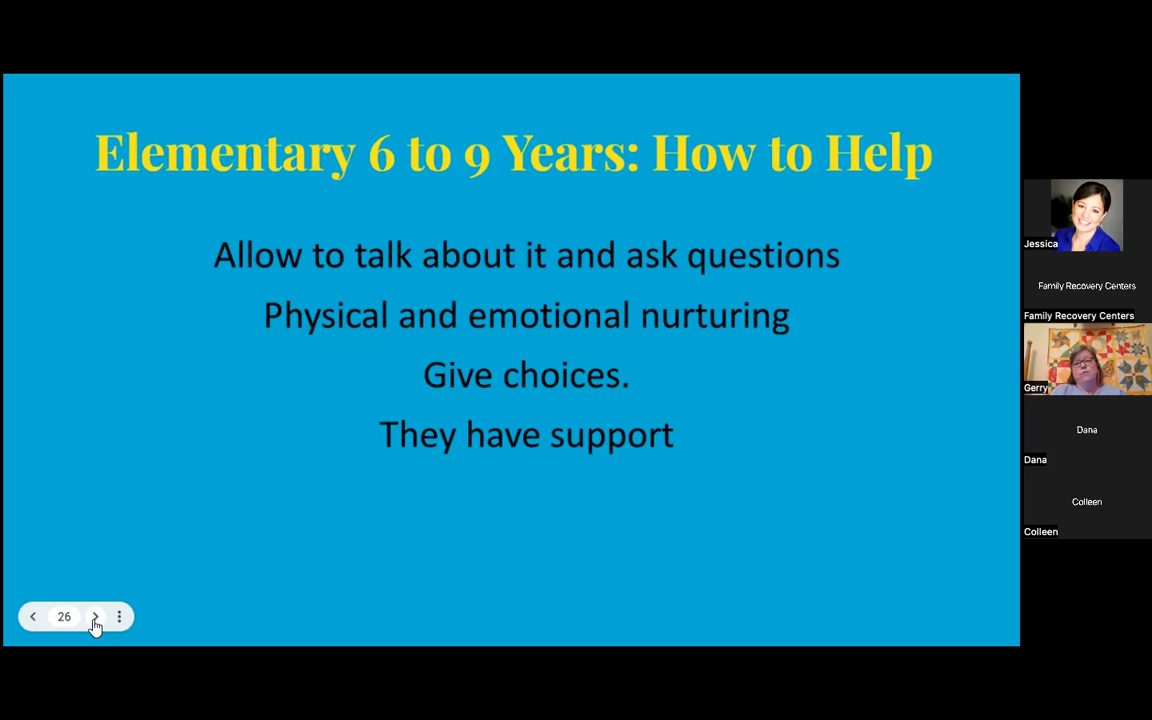 Elementary 6 to 9 Years: How to Help
Allow to talk about it and ask questions
Physical and emotional nurturing
Give choices.
They have support
26
Jessica
Family Recovery Centers
Family Recovery Centers
Gerry
Dana
Dana
Colleen
Colleen